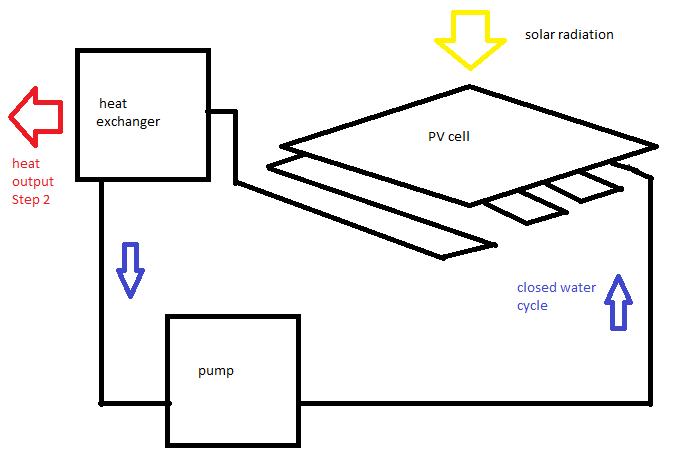 solar radiation
heat
exchanger
PV cell
heat
output
Step 2
closed water
cycle
pump